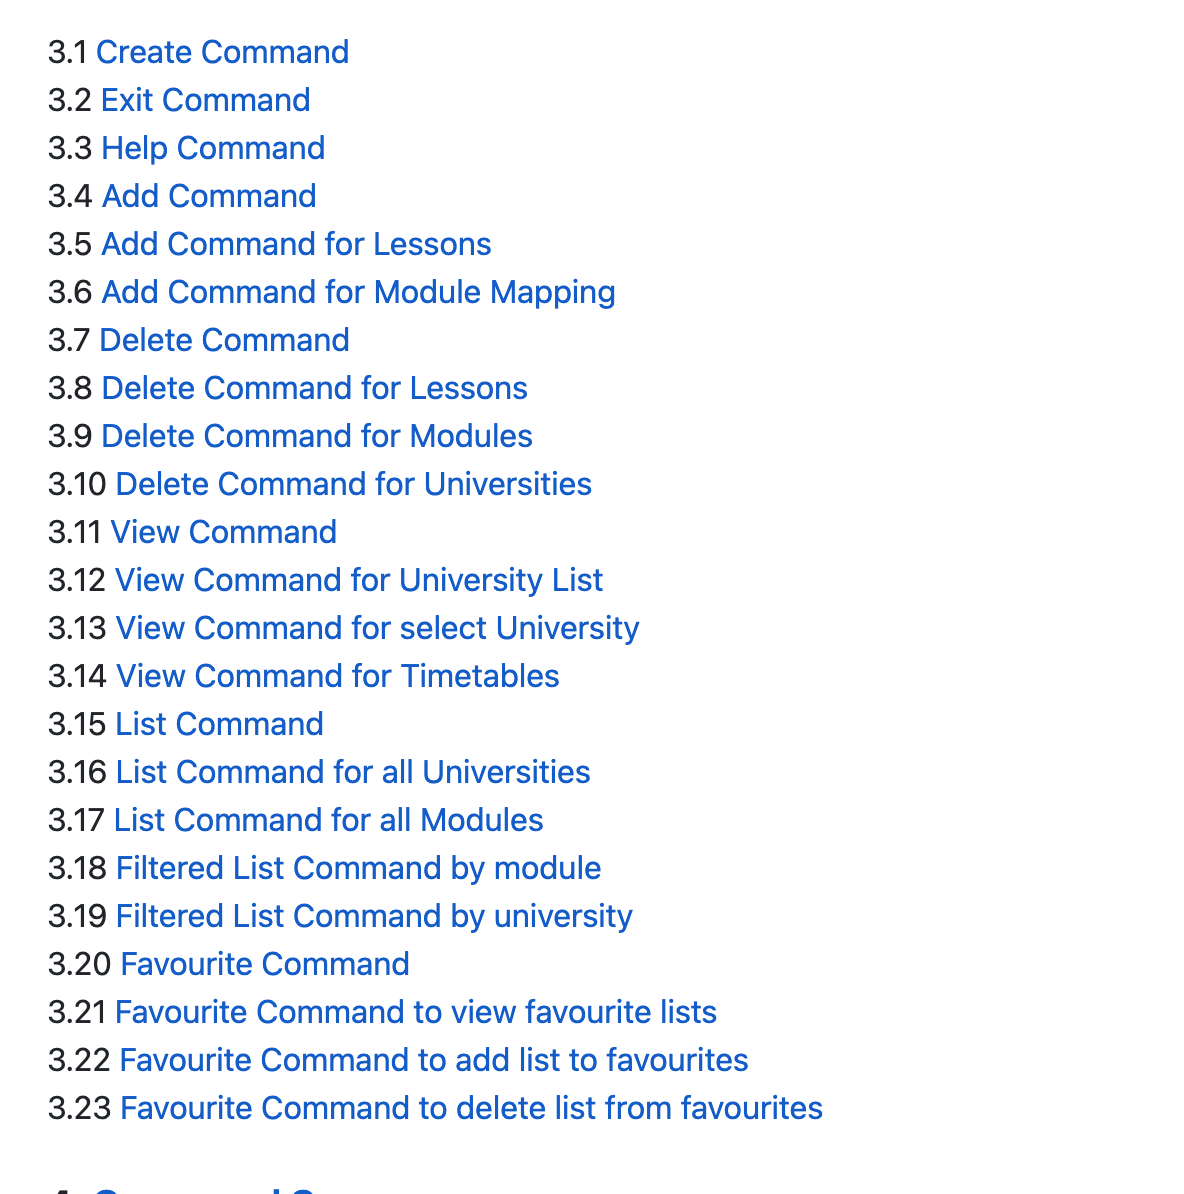 3.1 Create Command
3.2 Exit Command
3.3 Help Command
3.4 Add Command
3.5 Add Command for Lessons
3.6 Add Command for Module Mapping
3.7 Delete Command
3.8 Delete Command for Lessons
3.9 Delete Command for Modules
3.10 Delete Command for Universities
3.11 View Command
3.12 View Command for University List
3.13 View Command for select University
3.14 View Command for Timetables
3.15 List Command
3.16 List Command for all Universities
3.17 List Command for all Modules
3.18 Filtered List Command by module
3.19 Filtered List Command by university
3.20 Favourite Command
3.21 Favourite Command to view favourite lists
3.22 Favourite Command to add list to favourites
3.23 Favourite Command to delete list from favourites